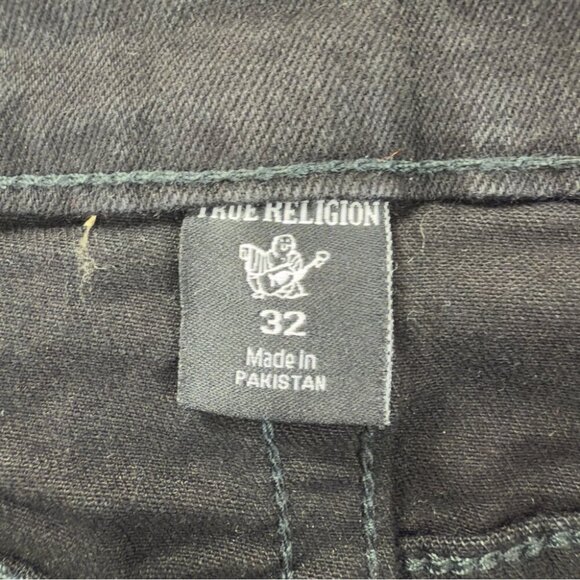 TRUE RELIGION
32
Made in
PAKISTAN